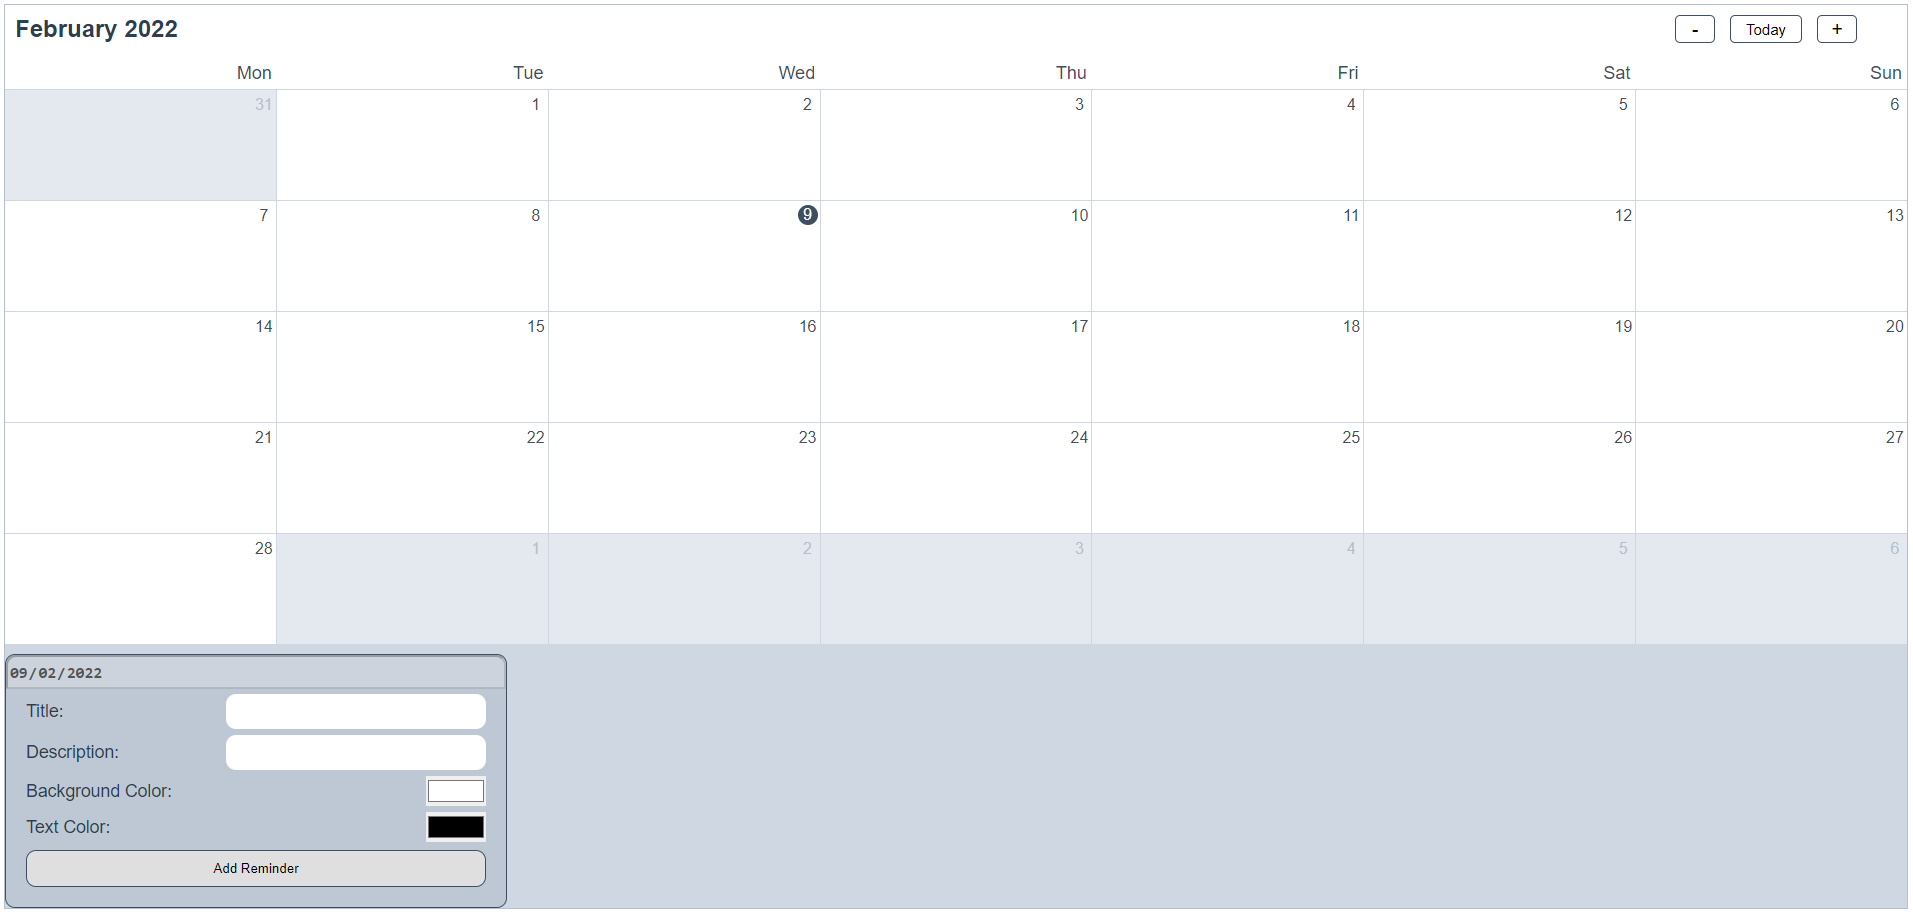 February 2022
- Today +
Mon Tue Wed Thu Fri Sat Sun
31 1 2 3 4 5 6
7 8 9 10 11 12 13
14 15 16 17 18 19 20
21 22 23 24 25 26 27
28 1 2 3 4 5 6
09/02/2022
Title:
Description:
Background Color:
Text Color:
Add Reminder